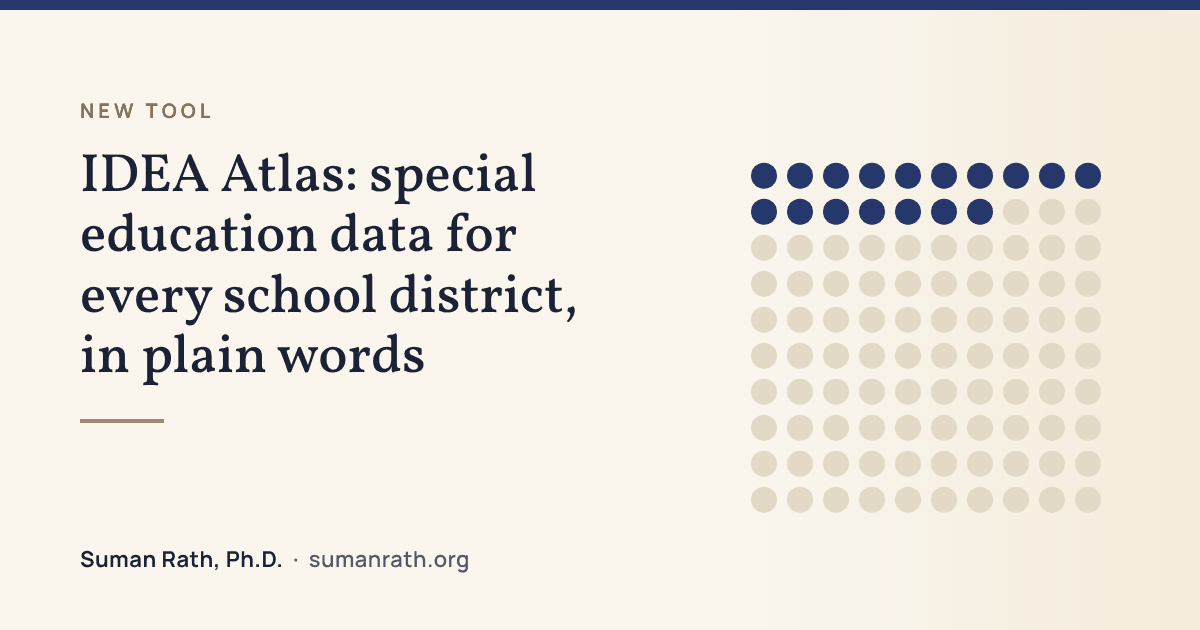 NEW TOOL
IDEA Atlas: special
education data for
every school district,
in plain words
Suman Rath, Ph.D. · sumanrath.org